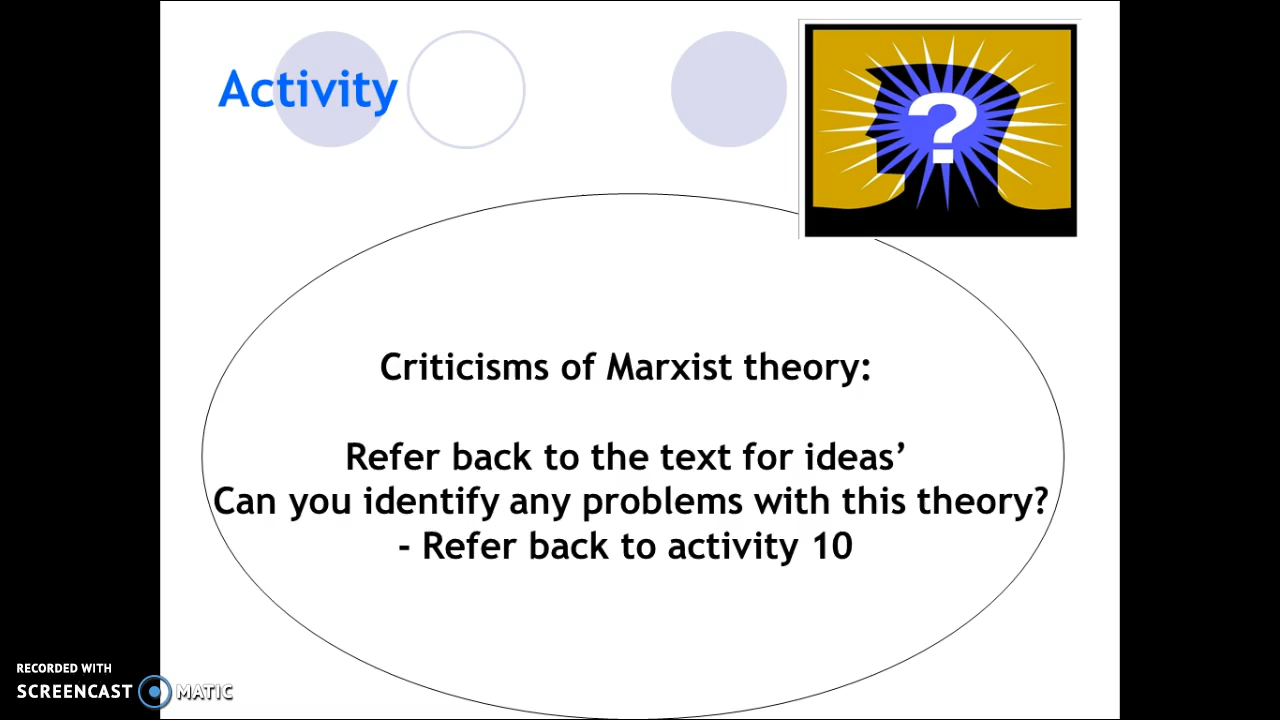 Activity
?
Criticisms of Marxist theory:
Refer back to the text for ideas’
Can you identify any problems with this theory?
- Refer back to activity 10
RECORDED WITH
SCREENCAST MATIC